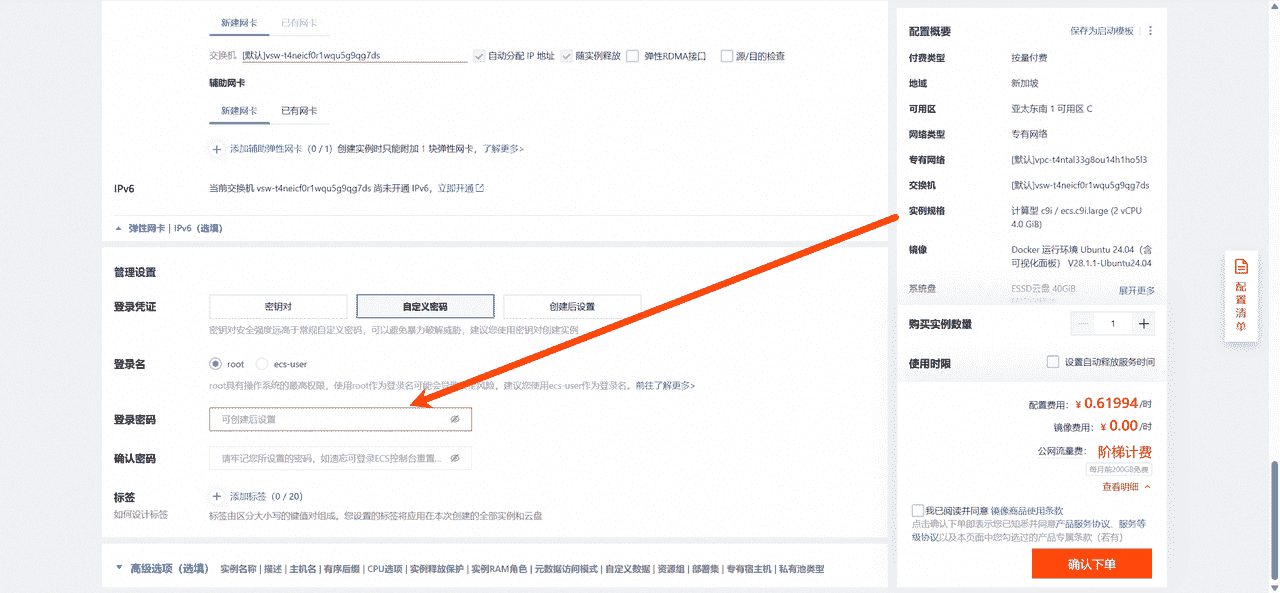 新建网卡 已有网卡
交换机 [默认]vsw-t4neicf0r1wqu5g9qg7ds 自动分配 IP 地址 随实例释放 弹性RDMA接口 源/目的检查
辅助网卡
新建网卡 已有网卡
添加辅助弹性网卡（0 / 1）创建实例时只能附加 1 块弹性网卡，了解更多>
IPv6 当前交换机 vsw-t4neicf0r1wqu5g9qg7ds 尚未开通 IPv6，立即开通
弹性网卡 | IPv6（选填）
管理设置
登录凭证 密钥对 自定义密码 创建后设置
密钥对安全强度远高于常规自定义密码，可以避免暴力破解威胁，建议您使用密钥对创建实例
登录名 root ecs-user
root具有操作系统的最高权限，使用root作为登录名可能会风险，建议您使用ecs-user作为登录名。前往了解更多>
登录密码 可创建后设置
确认密码 请牢记您所设置的密码，如遗忘可登录ECS控制台重置...
标签 添加标签（0 / 20）
如何设计标签 标签由区分大小写的键值对组成。您设置的标签将应用在本次创建的全部实例和云盘
高级选项（选填） 实例名称 | 描述 | 主机名 | 有序后缀 | CPU选项 | 实例释放保护 | 实例RAM角色 | 元数据访问模式 | 自定义数据 | 资源组 | 部署集 | 专有宿主机 | 私有池类型
配置概要 保存为启动模板
付费类型 按量付费
地域 新加坡
可用区 亚太东南 1 可用区 C
网络类型 专有网络
专有网络 [默认]vpc-t4ntal33g8ou14h1ho5l3
交换机 [默认]vsw-t4neicf0r1wqu5g9qg7ds
实例规格 计算型 c9i / ecs.c9i.large (2 vCPU
4.0 GiB)
镜像 Docker 运行环境 Ubuntu 24.04（含
可视化面板） V28.1.1-Ubuntu24.04
系统盘 ESSD云盘 40GiB 展开更多
购买实例数量 1
使用时限 设置自动释放服务时间
配置费用： ¥ 0.61994 /时
镜像费用： ¥ 0.00 /时
公网流量费： 阶梯计费
每月前200GB免费
查看明细
我已阅读并同意 镜像商品使用条款
点击确认下单即表示您已知悉并同意产品服务协议、服务等
级协议以及本页面中您勾选过的产品专属条款（若有）
确认下单
配置清单